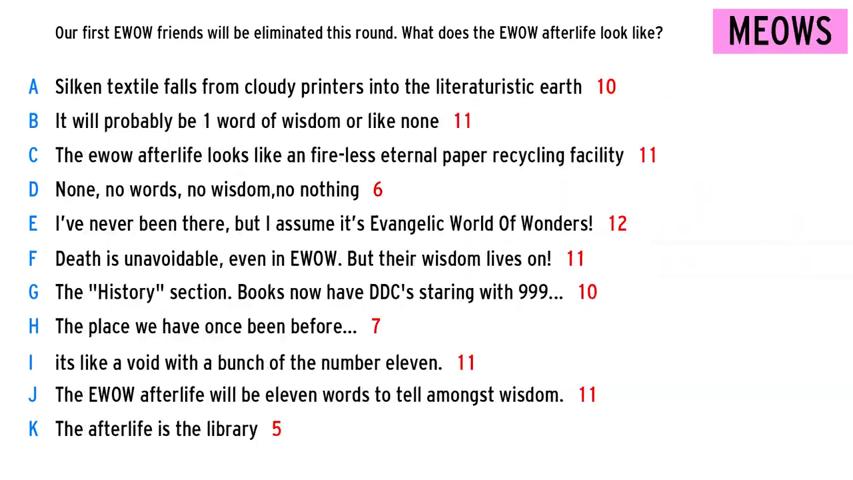 Our first EWOW friends will be eliminated this round. What does the EWOW afterlife look like?
MEOWS
A Silken textile falls from cloudy printers into the literaturistic earth 10
B It will probably be 1 word of wisdom or like none 11
C The ewow afterlife looks like an fire-less eternal paper recycling facility 11
D None, no words, no wisdom,no nothing 6
E I've never been there, but I assume it's Evangelic World Of Wonders! 12
F Death is unavoidable, even in EWOW. But their wisdom lives on! 11
G The "History" section. Books now have DDC's staring with 999... 10
H The place we have once been before... 7
I its like a void with a bunch of the number eleven. 11
J The EWOW afterlife will be eleven words to tell amongst wisdom. 11
K The afterlife is the library 5